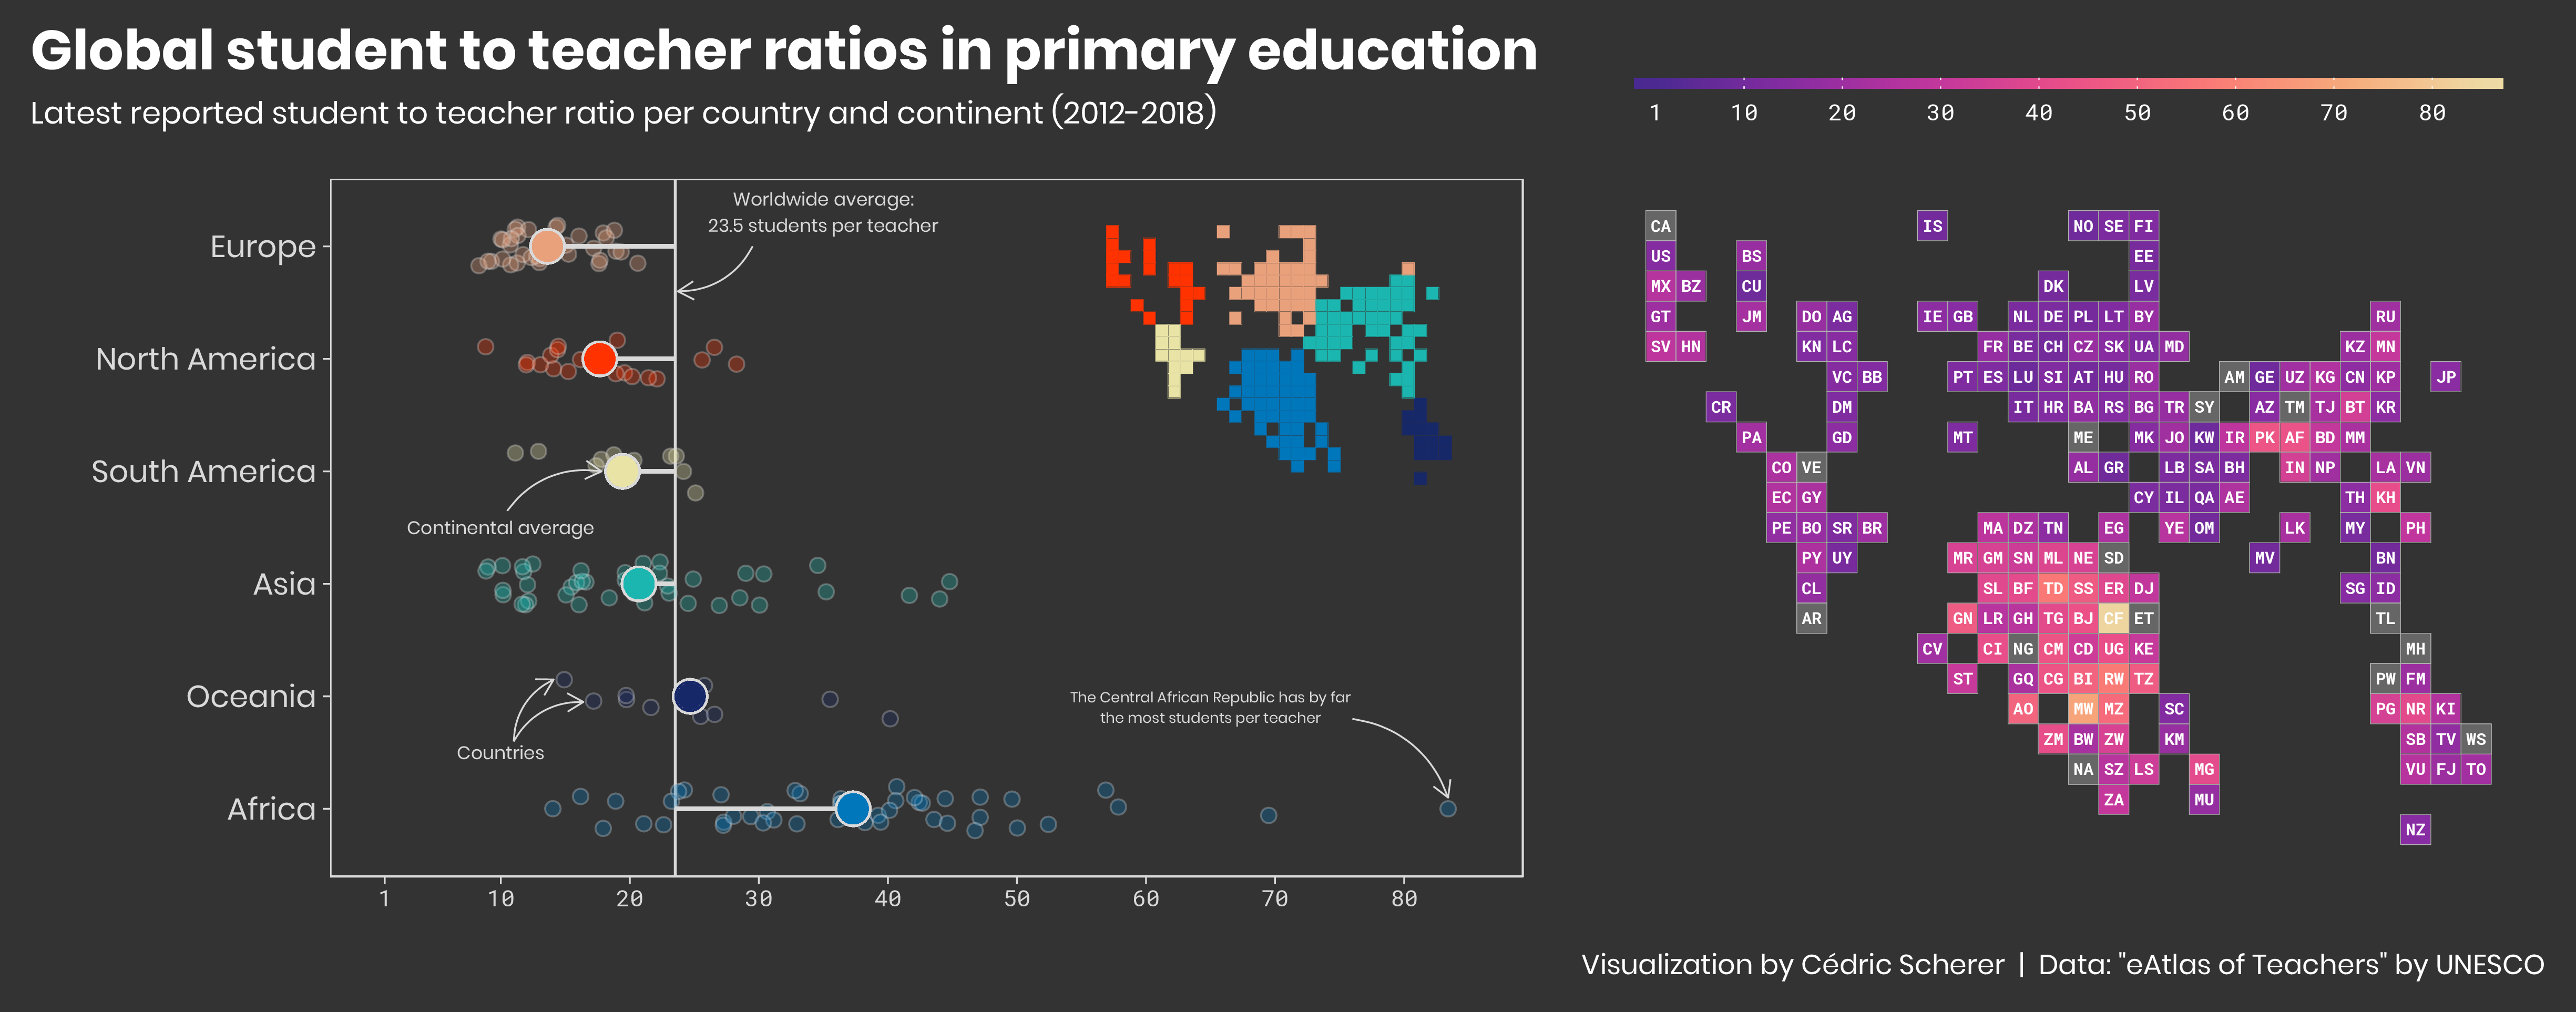 Global student to teacher ratios in primary education
Latest reported student to teacher ratio per country and continent (2012-2018)
1 10 20 30 40 50 60 70 80
Worldwide average:
23.5 students per teacher
Europe
North America
South America
Continental average
Asia
Oceania
Countries
The Central African Republic has by far
the most students per teacher
Africa
1 10 20 30 40 50 60 70 80
CA IS NO SE FI
US BS EE
MX BZ CU DK LV
GT JM DO AG IE GB NL DE PL LT BY RU
SV HN KN LC FR BE CH CZ SK UA MD KZ MN
VC BB PT ES LU SI AT HU RO AM GE UZ KG CN KP JP
CR DM IT HR BA RS BG TR SY AZ TM TJ BT KR
PA GD MT ME MK JO KW IR PK AF BD MM
CO VE AL GR LB SA BH IN NP LA VN
EC GY CY IL QA AE TH KH
PE BO SR BR MA DZ TN EG YE OM LK MY PH
PY UY MR GM SN ML NE SD MV BN
CL SL BF TD SS ER DJ SG ID
AR GN LR GH TG BJ CF ET TL
CV CI NG CM CD UG KE MH
ST GQ CG BI RW TZ PW FM
AO MW MZ SC PG NR KI
ZM BW ZW KM SB TV WS
NA SZ LS MG VU FJ TO
ZA MU
NZ
Visualization by Cédric Scherer | Data: "eAtlas of Teachers" by UNESCO